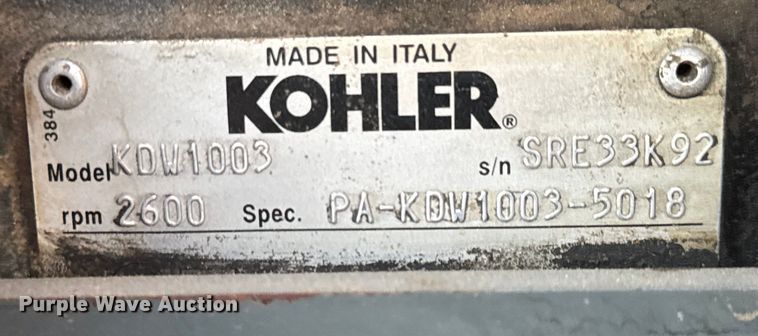 MADE IN ITALY
KOHLER®
384
Model KDW1003 s/n SRE33K92
rpm 2600 Spec. PA-KDW1003-5018
Purple Wave Auction